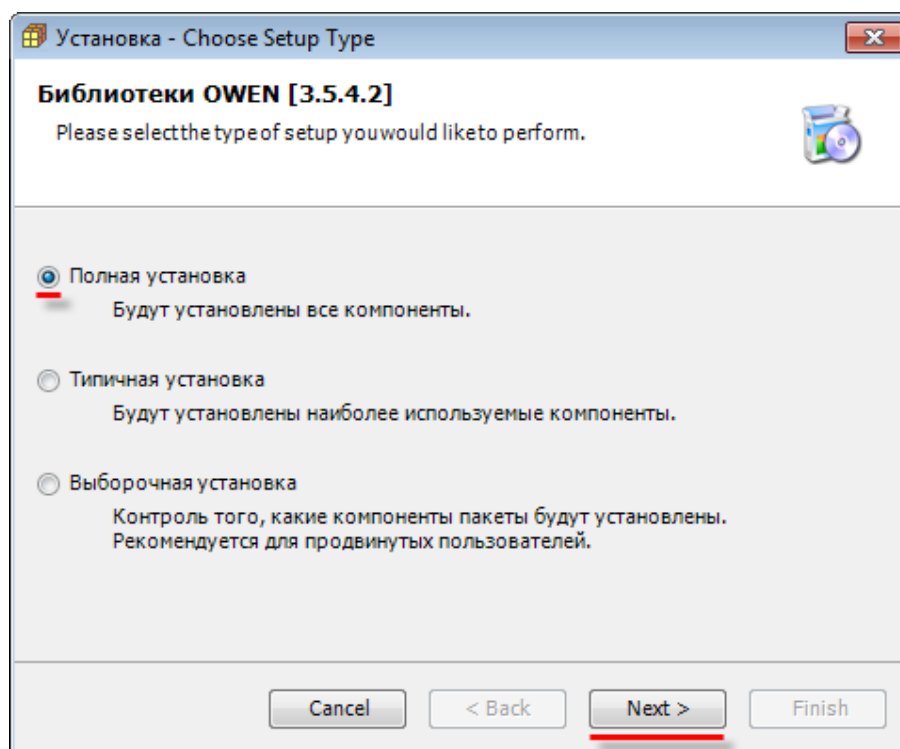 Установка - Choose Setup Type
Библиотеки OWEN [3.5.4.2]
Please select the type of setup you would like to perform.
Полная установка
Будут установлены все компоненты.
Типичная установка
Будут установлены наиболее используемые компоненты.
Выборочная установка
Контроль того, какие компоненты пакеты будут установлены.
Рекомендуется для продвинутых пользователей.
Cancel
< Back
Next >
Finish